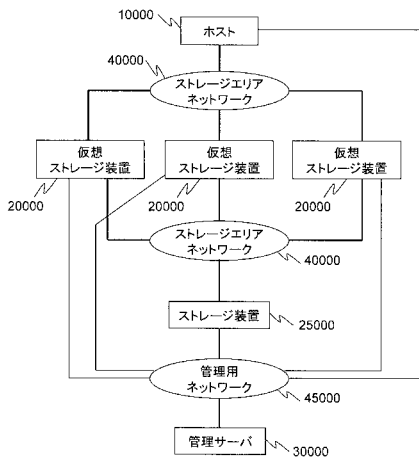 10000
ホスト
40000
ストレージエリア
ネットワーク
仮想
ストレージ装置
仮想
ストレージ装置
仮想
ストレージ装置
20000
20000
20000
ストレージエリア
ネットワーク
40000
ストレージ装置
25000
管理用
ネットワーク
45000
管理サーバ
30000